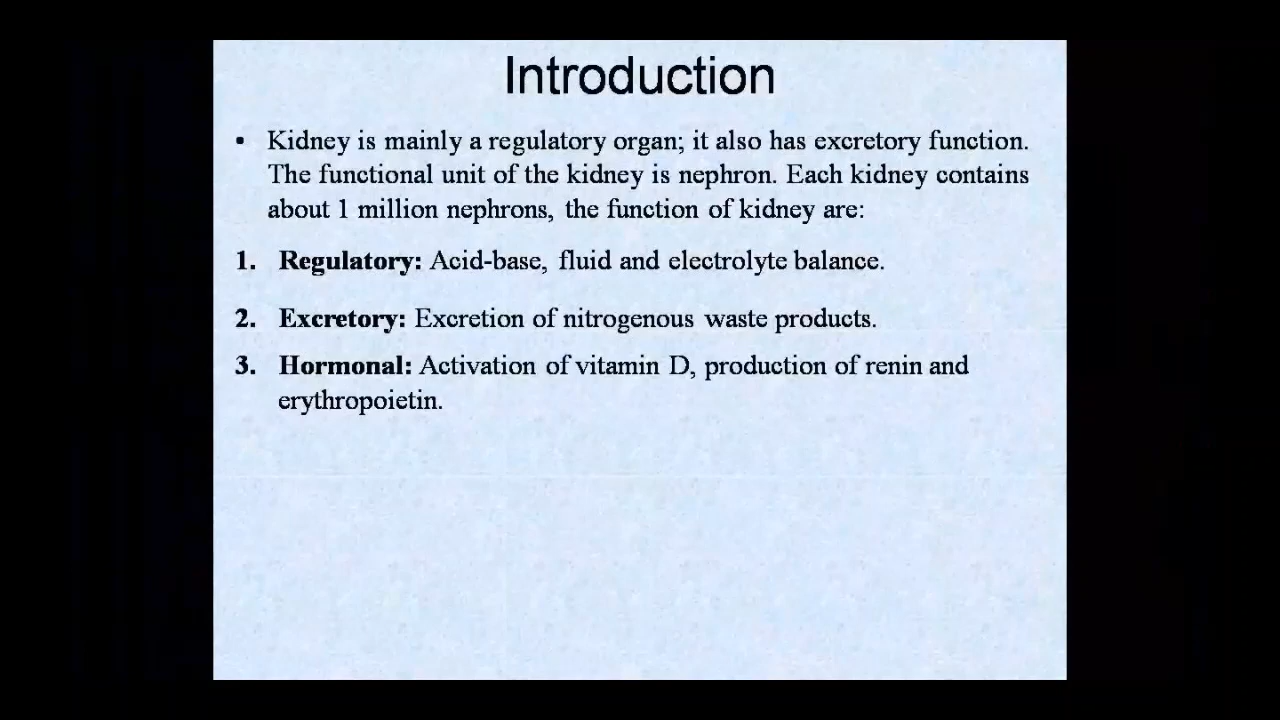 Introduction
• Kidney is mainly a regulatory organ; it also has excretory function.
The functional unit of the kidney is nephron. Each kidney contains
about 1 million nephrons, the function of kidney are:
1. Regulatory: Acid-base, fluid and electrolyte balance.
2. Excretory: Excretion of nitrogenous waste products.
3. Hormonal: Activation of vitamin D, production of renin and
erythropoietin.